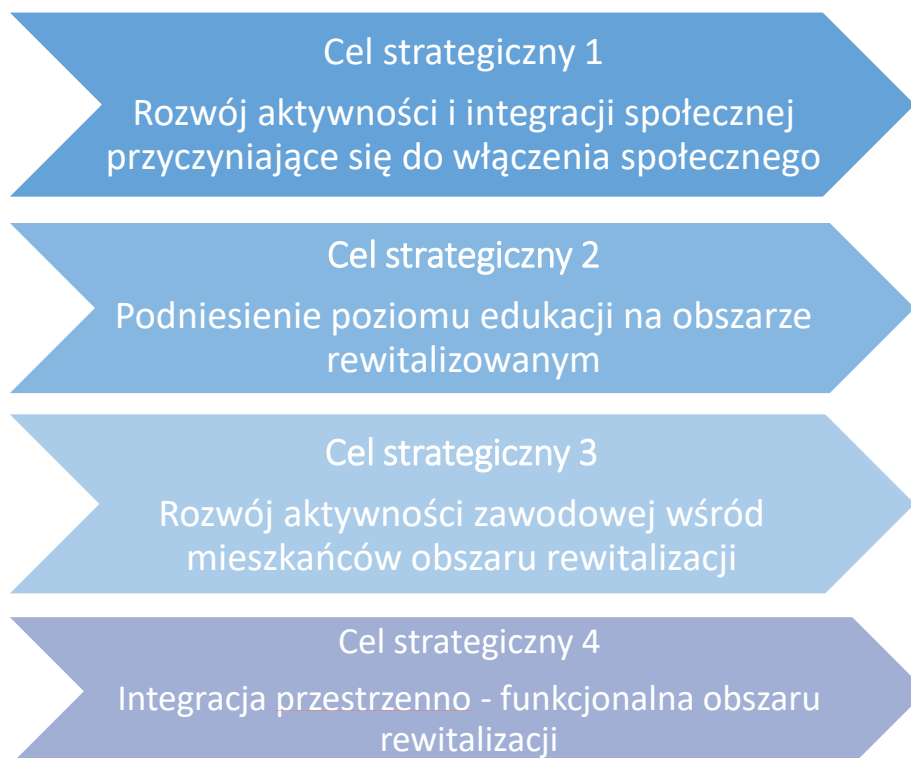 Cel strategiczny 1
Rozwój aktywności i integracji społecznej
przyczyniające się do włączenia społecznego
Cel strategiczny 2
Podniesienie poziomu edukacji na obszarze
rewitalizowanym
Cel strategiczny 3
Rozwój aktywności zawodowej wśród
mieszkańców obszaru rewitalizacji
Cel strategiczny 4
Integracja przestrzenno - funkcjonalna obszaru
rewitalizacji